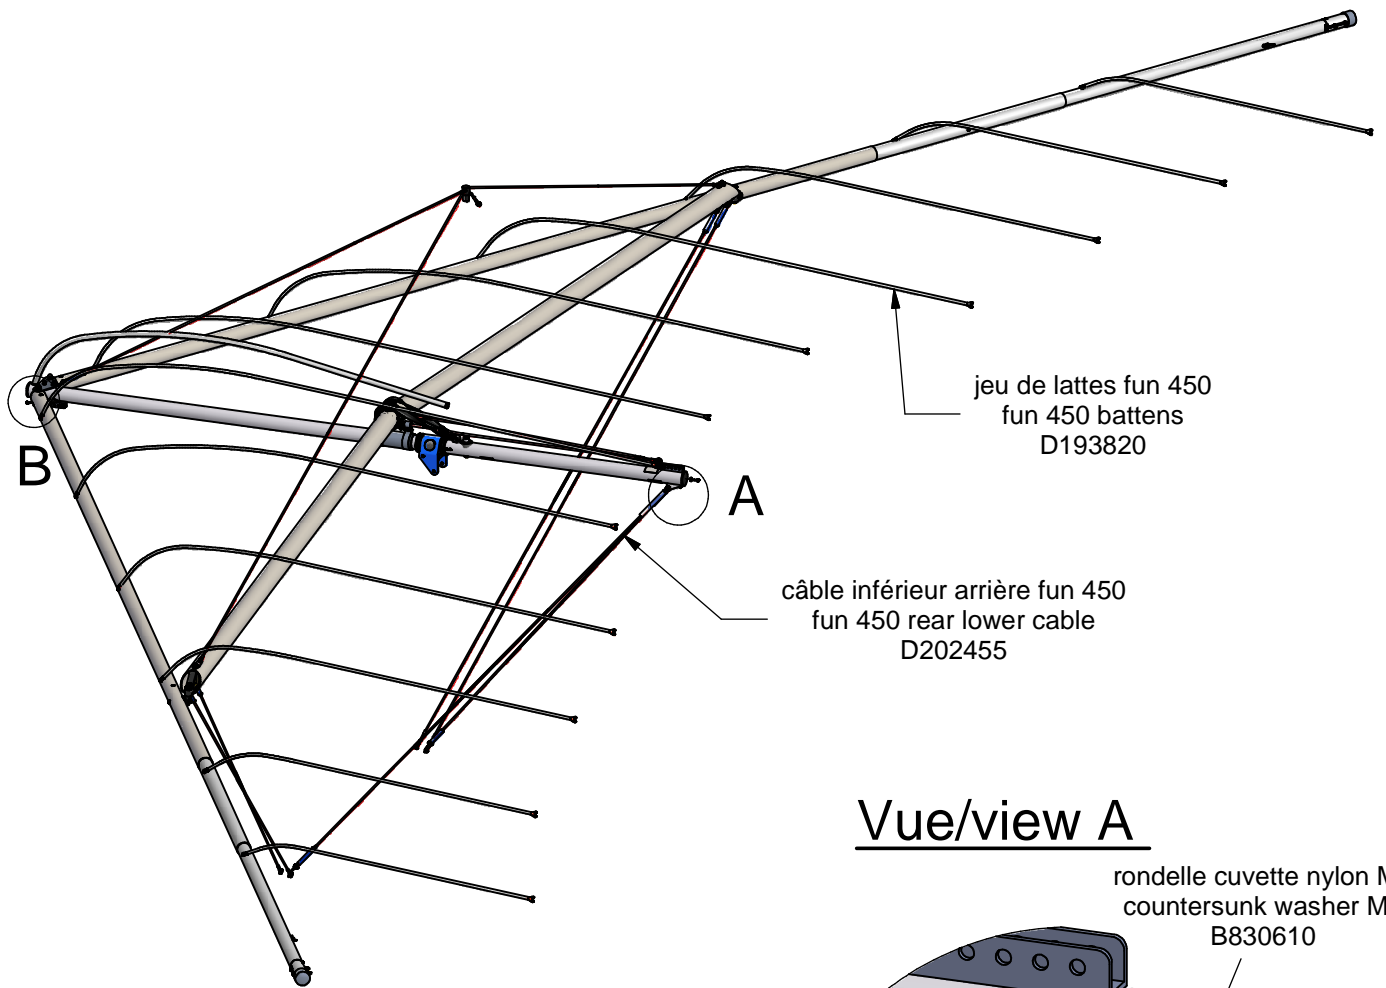 jeu de lattes fun 450
fun 450 battens
D193820
B
A
câble inférieur arrière fun 450
fun 450 rear lower cable
D202455
Vue/view A
rondelle cuvette nylon M
countersunk washer M
B830610